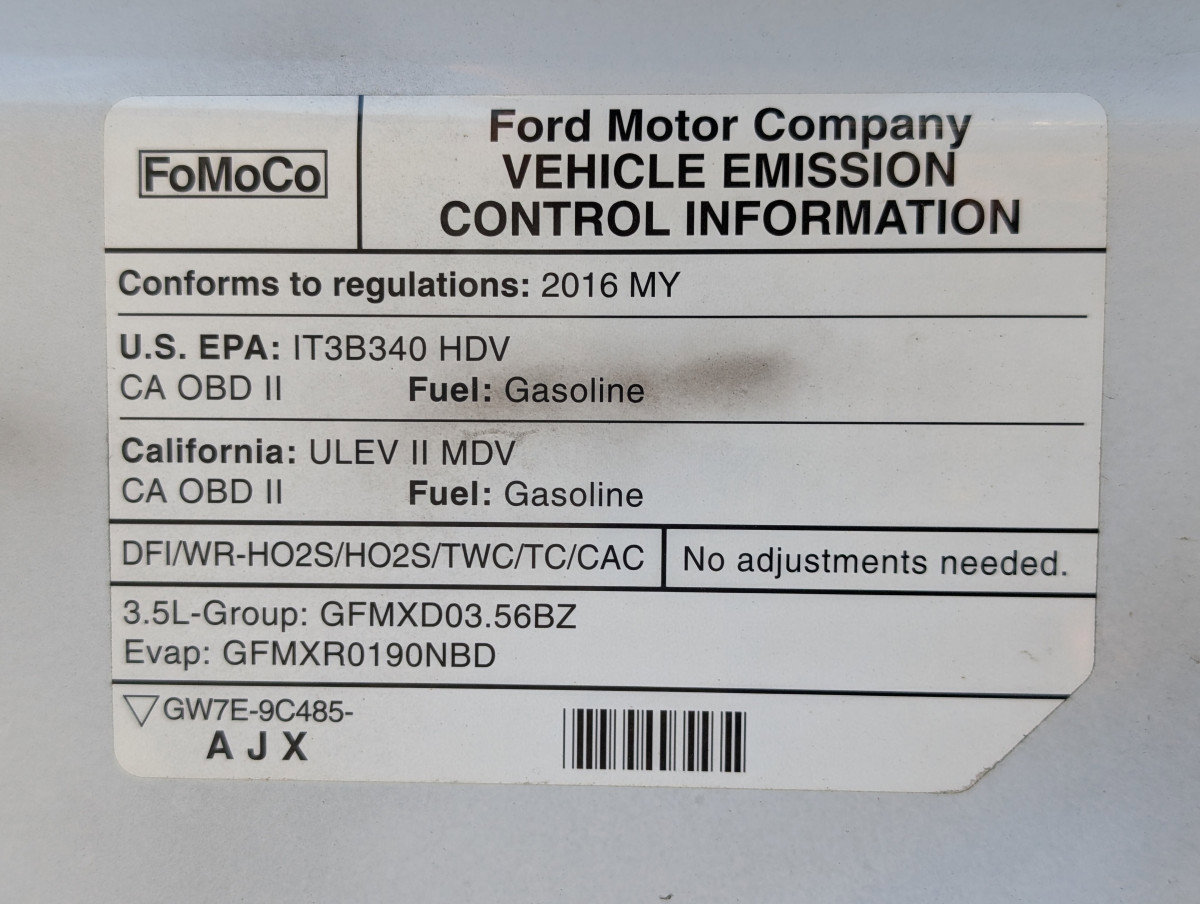 FoMoCo
Ford Motor Company
VEHICLE EMISSION
CONTROL INFORMATION
Conforms to regulations: 2016 MY
U.S. EPA: IT3B340 HDV
CA OBD II Fuel: Gasoline
California: ULEV II MDV
CA OBD II Fuel: Gasoline
DFI/WR-HO2S/HO2S/TWC/TC/CAC
No adjustments needed.
3.5L-Group: GFMXD03.56BZ
Evap: GFMXR0190NBD
GW7E-9C485-
A J X